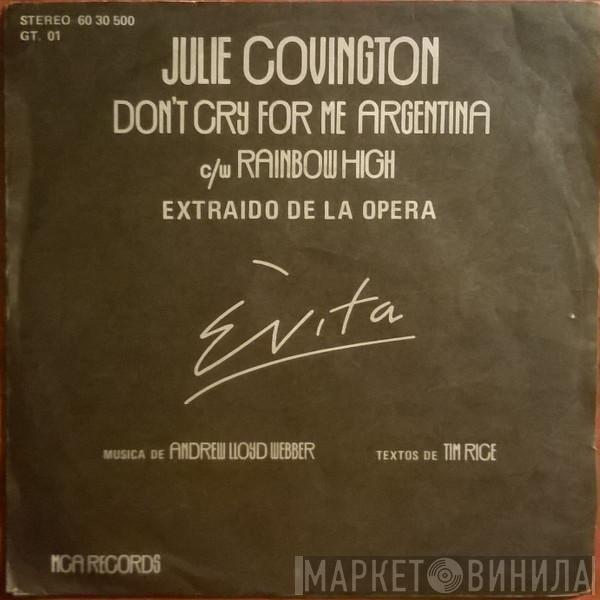 STEREO 60 30 500
GT. 01
JULIE COVINGTON
DON'T CRY FOR ME ARGENTINA
c/w RAINBOW HIGH
EXTRAIDO DE LA OPERA
Èvita
MUSICA DE ANDREW LLOYD WEBBER TEXTOS DE TIM RICE
MCA RECORDS
МАРКЕТ ВИНИЛА